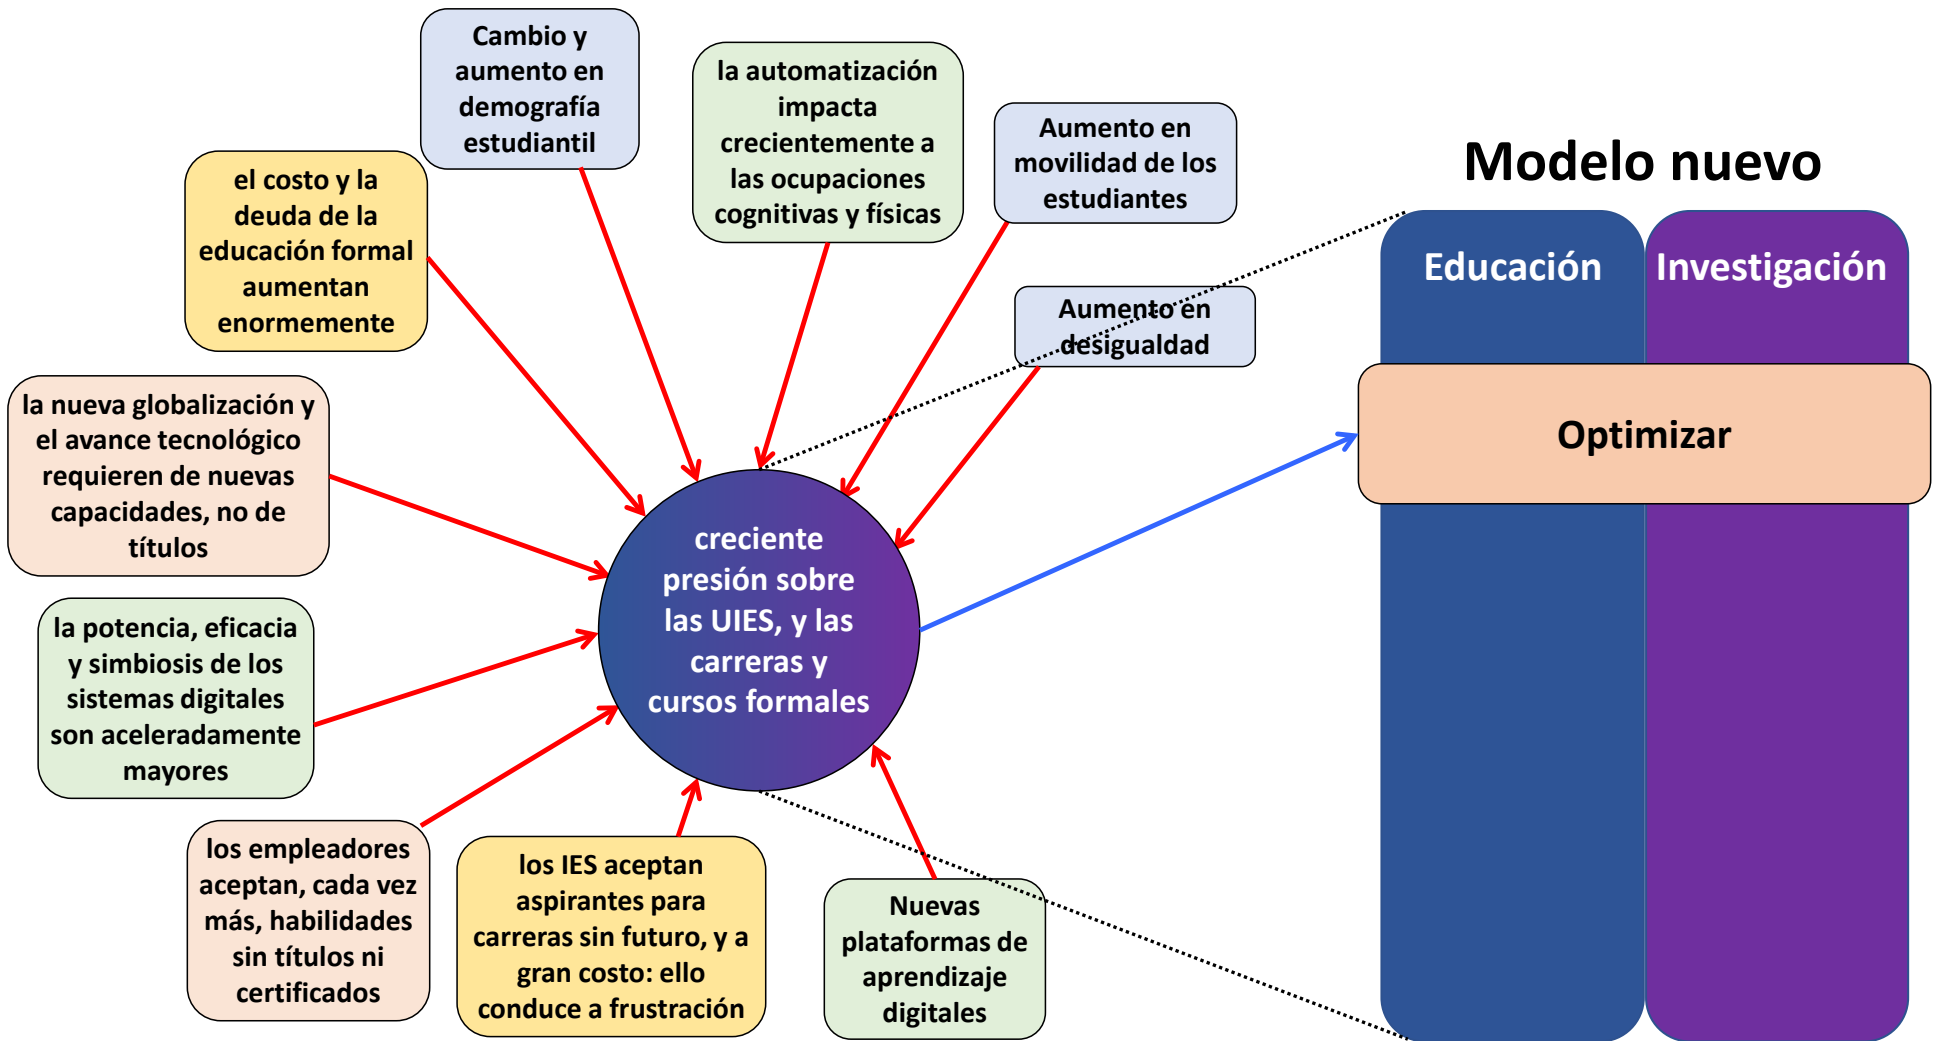 Cambio y
aumento en
demografía
estudiantil
la automatización
impacta
crecientemente a
las ocupaciones
cognitivas y físicas
Aumento en
movilidad de los
estudiantes
Aumento en
desigualdad
el costo y la
deuda de la
educación formal
aumentan
enormemente
la nueva globalización y
el avance tecnológico
requieren de nuevas
capacidades, no de
títulos
la potencia, eficacia
y simbiosis de los
sistemas digitales
son aceleradamente
mayores
los empleadores
aceptan, cada vez
más, habilidades
sin títulos ni
certificados
los IES aceptan
aspirantes para
carreras sin futuro, y a
gran costo: ello
conduce a frustración
Nuevas
plataformas de
aprendizaje
digitales
creciente
presión sobre
las UIES, y las
carreras y
cursos formales
Modelo nuevo
Educación
Investigación
Optimizar